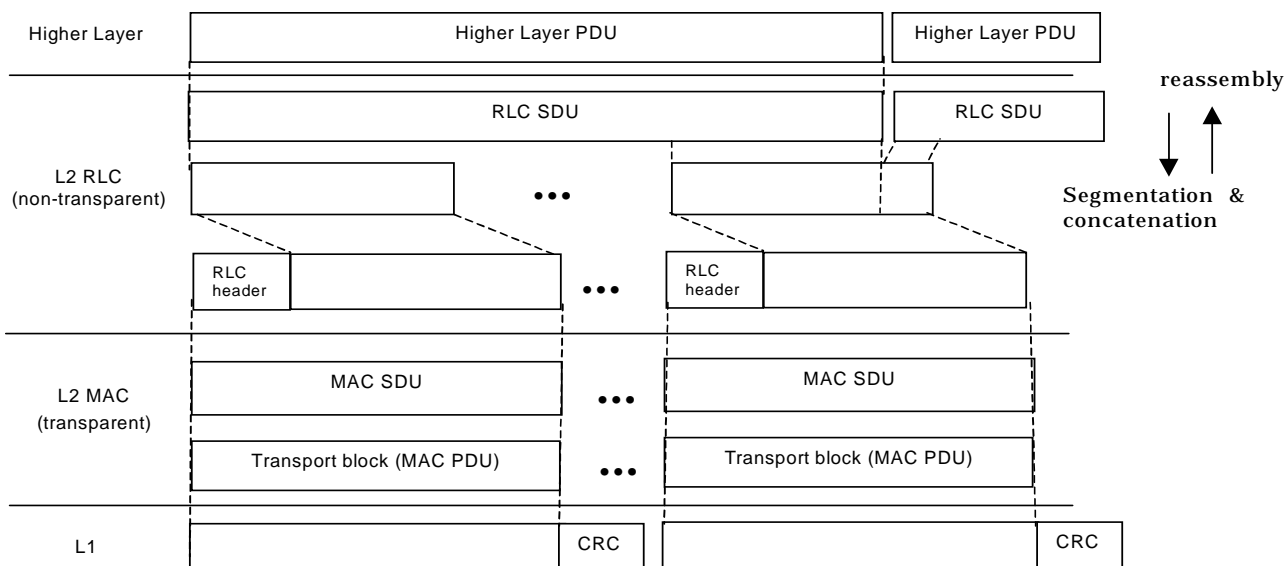 Higher Layer
Higher Layer PDU
Higher Layer PDU
reassembly
RLC SDU
RLC SDU
L2 RLC
(non-transparent)
Segmentation &
concatenation
RLC
header
RLC
header
L2 MAC
(transparent)
MAC SDU
MAC SDU
Transport block (MAC PDU)
Transport block (MAC PDU)
L1
CRC
CRC